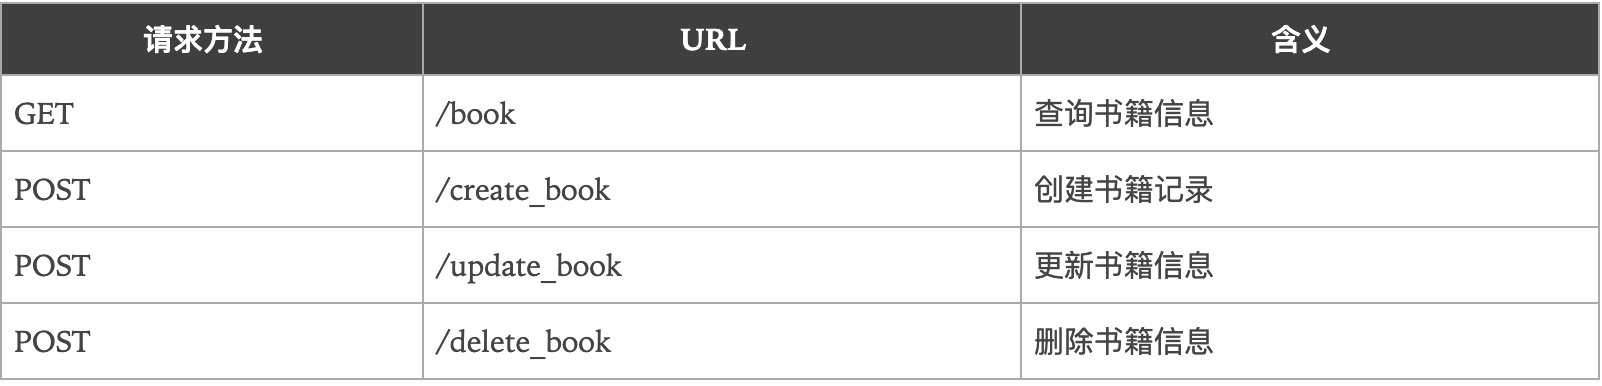 请求方法 URL 含义
GET /book 查询书籍信息
POST /create_book 创建书籍记录
POST /update_book 更新书籍信息
POST /delete_book 删除书籍信息